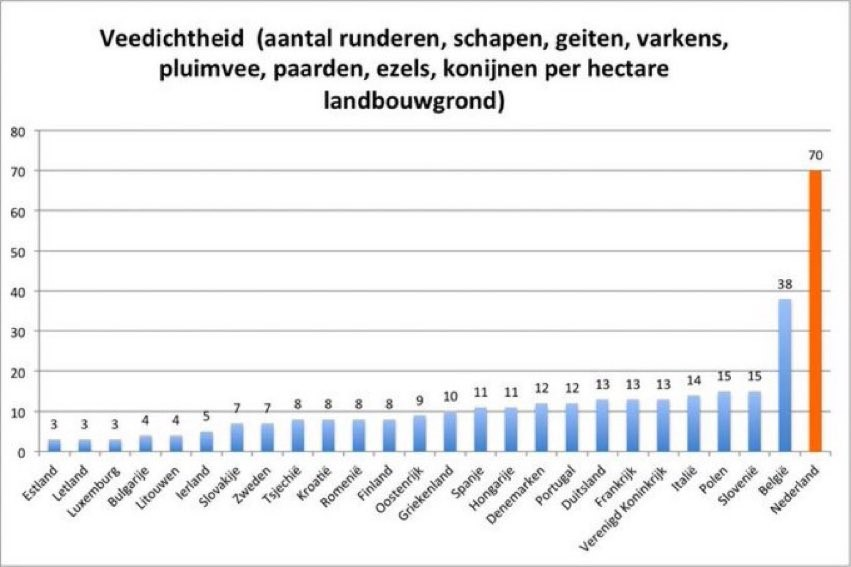 Veedichtheid (aantal runderen, schapen, geiten, varkens,
pluimvee, paarden, ezels, konijnen per hectare
landbouwgrond)
80
70
60
50
40
30
20
10
0
3
3
3
4
4
5
7
7
8
8
8
8
9
10
11
11
12
12
13
13
13
14
15
15
38
70
Estland
Letland
Luxemburg
Bulgarije
Litouwen
Ierland
Slovakije
Zweden
Tsjechië
Kroatië
Romenië
Finland
Oostenrijk
Griekenland
Spanje
Hongarije
Denemarken
Portugal
Duitsland
Frankrijk
Verenigd Koninkrijk
Italië
Polen
Slovenië
België
Nederland